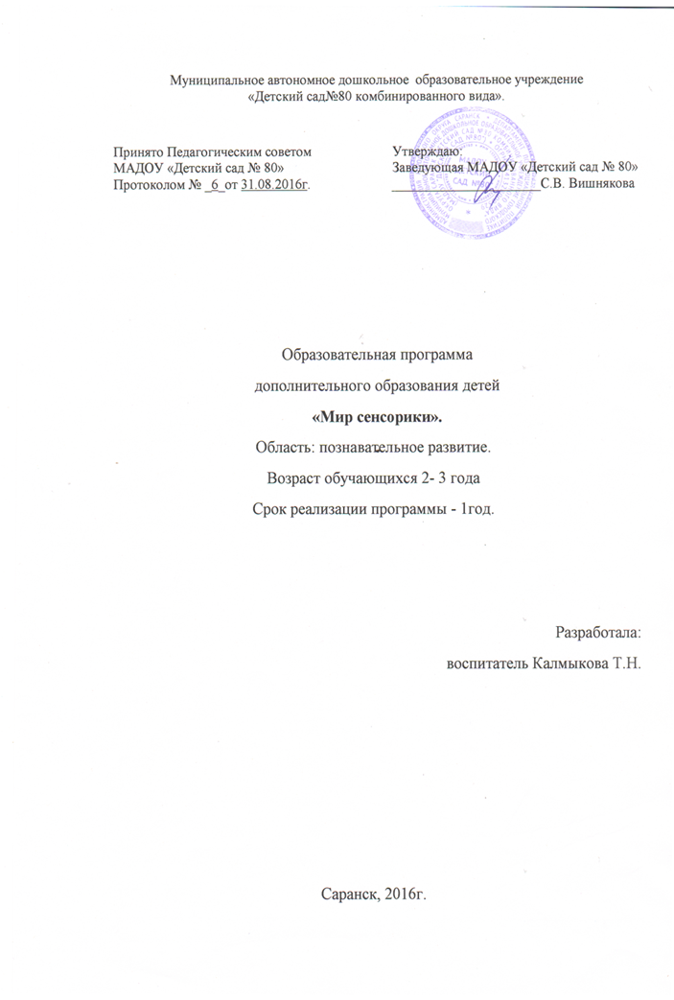 Муниципальное автономное дошкольное образовательное учреждение
«Детский сад№80 комбинированного вида».
Принято Педагогическим советом
МАДОУ «Детский сад № 80»
Протоколом № _6_от 31.08.2016г.
Утверждаю:
Заведующая МАДОУ «Детский сад № 80»
С.В. Вишнякова
Образовательная программа
дополнительного образования детей
«Мир сенсорики».
Область: познавательное развитие.
Возраст обучающихся 2- 3 года
Срок реализации программы - 1год.
Разработала:
воспитатель Калмыкова Т.Н.
Саранск, 2016г.